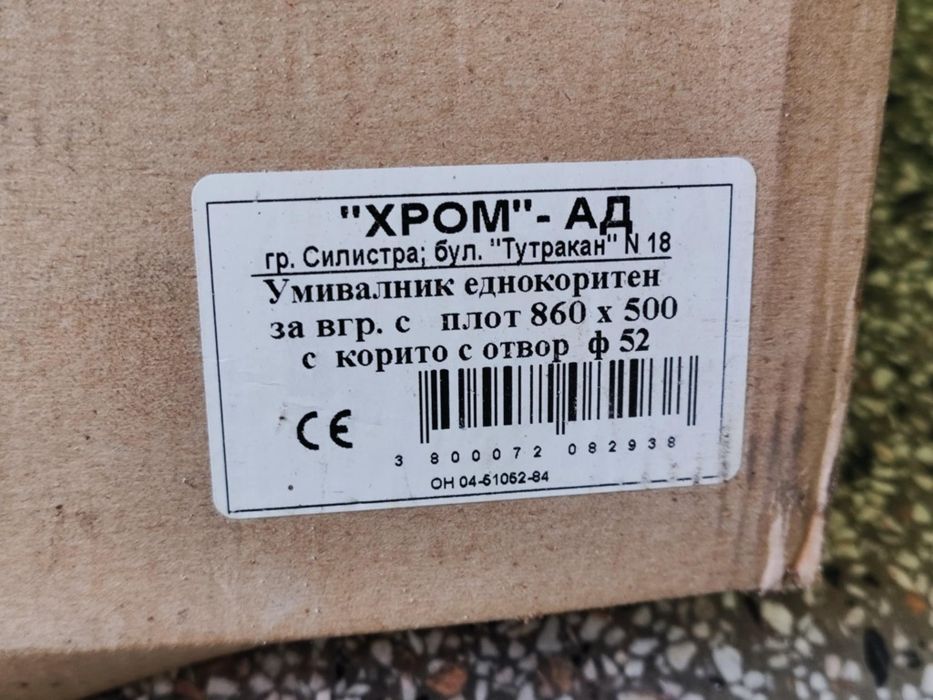 "ХРОМ"- АД
гр. Силистра; бул. "Тутракан" N 18
Умивалник еднокоритен
за вгр. с плот 860 x 500
с корито с отвор ф 52
CE
3 800072 082938
ОН 04-51052-84